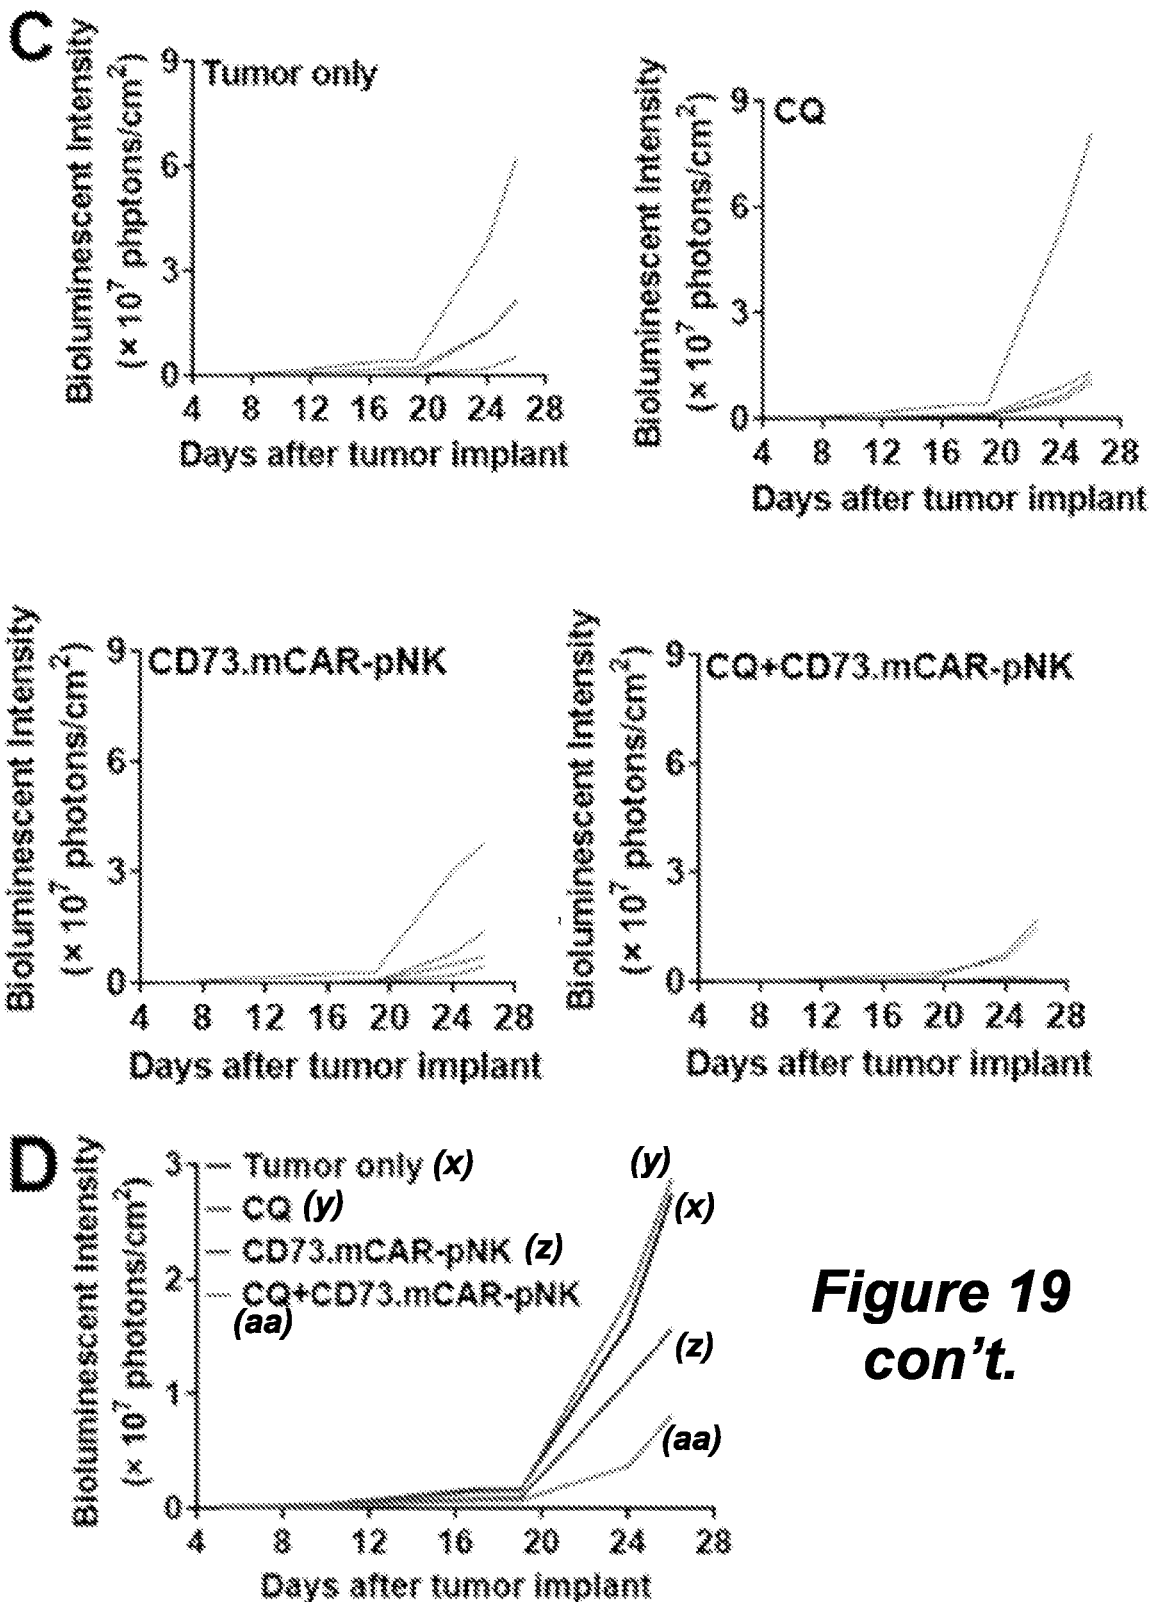 C
Bioluminescent Intensity
(× 10⁷ phptons/cm²)
Tumor only
9
6
3
0
4 8 12 16 20 24 28
Days after tumor implant
Bioluminescent Intensity
(× 10⁷ photons/cm²)
CQ
9
6
3
0
4 8 12 16 20 24 28
Days after tumor implant
Bioluminescent Intensity
(× 10⁷ photons/cm²)
CD73.mCAR-pNK
9
6
3
0
4 8 12 16 20 24 28
Days after tumor implant
Bioluminescent Intensity
(× 10⁷ photons/cm²)
CQ+CD73.mCAR-pNK
9
6
3
0
4 8 12 16 20 24 28
Days after tumor implant
D
Bioluminescent Intensity
(× 10⁷ photons/cm²)
3
2
1
0
Tumor only (x)
CQ (y)
CD73.mCAR-pNK (z)
CQ+CD73.mCAR-pNK
(aa)
(y)
(x)
(z)
(aa)
4 8 12 16 20 24 28
Days after tumor implant
Figure 19
con't.